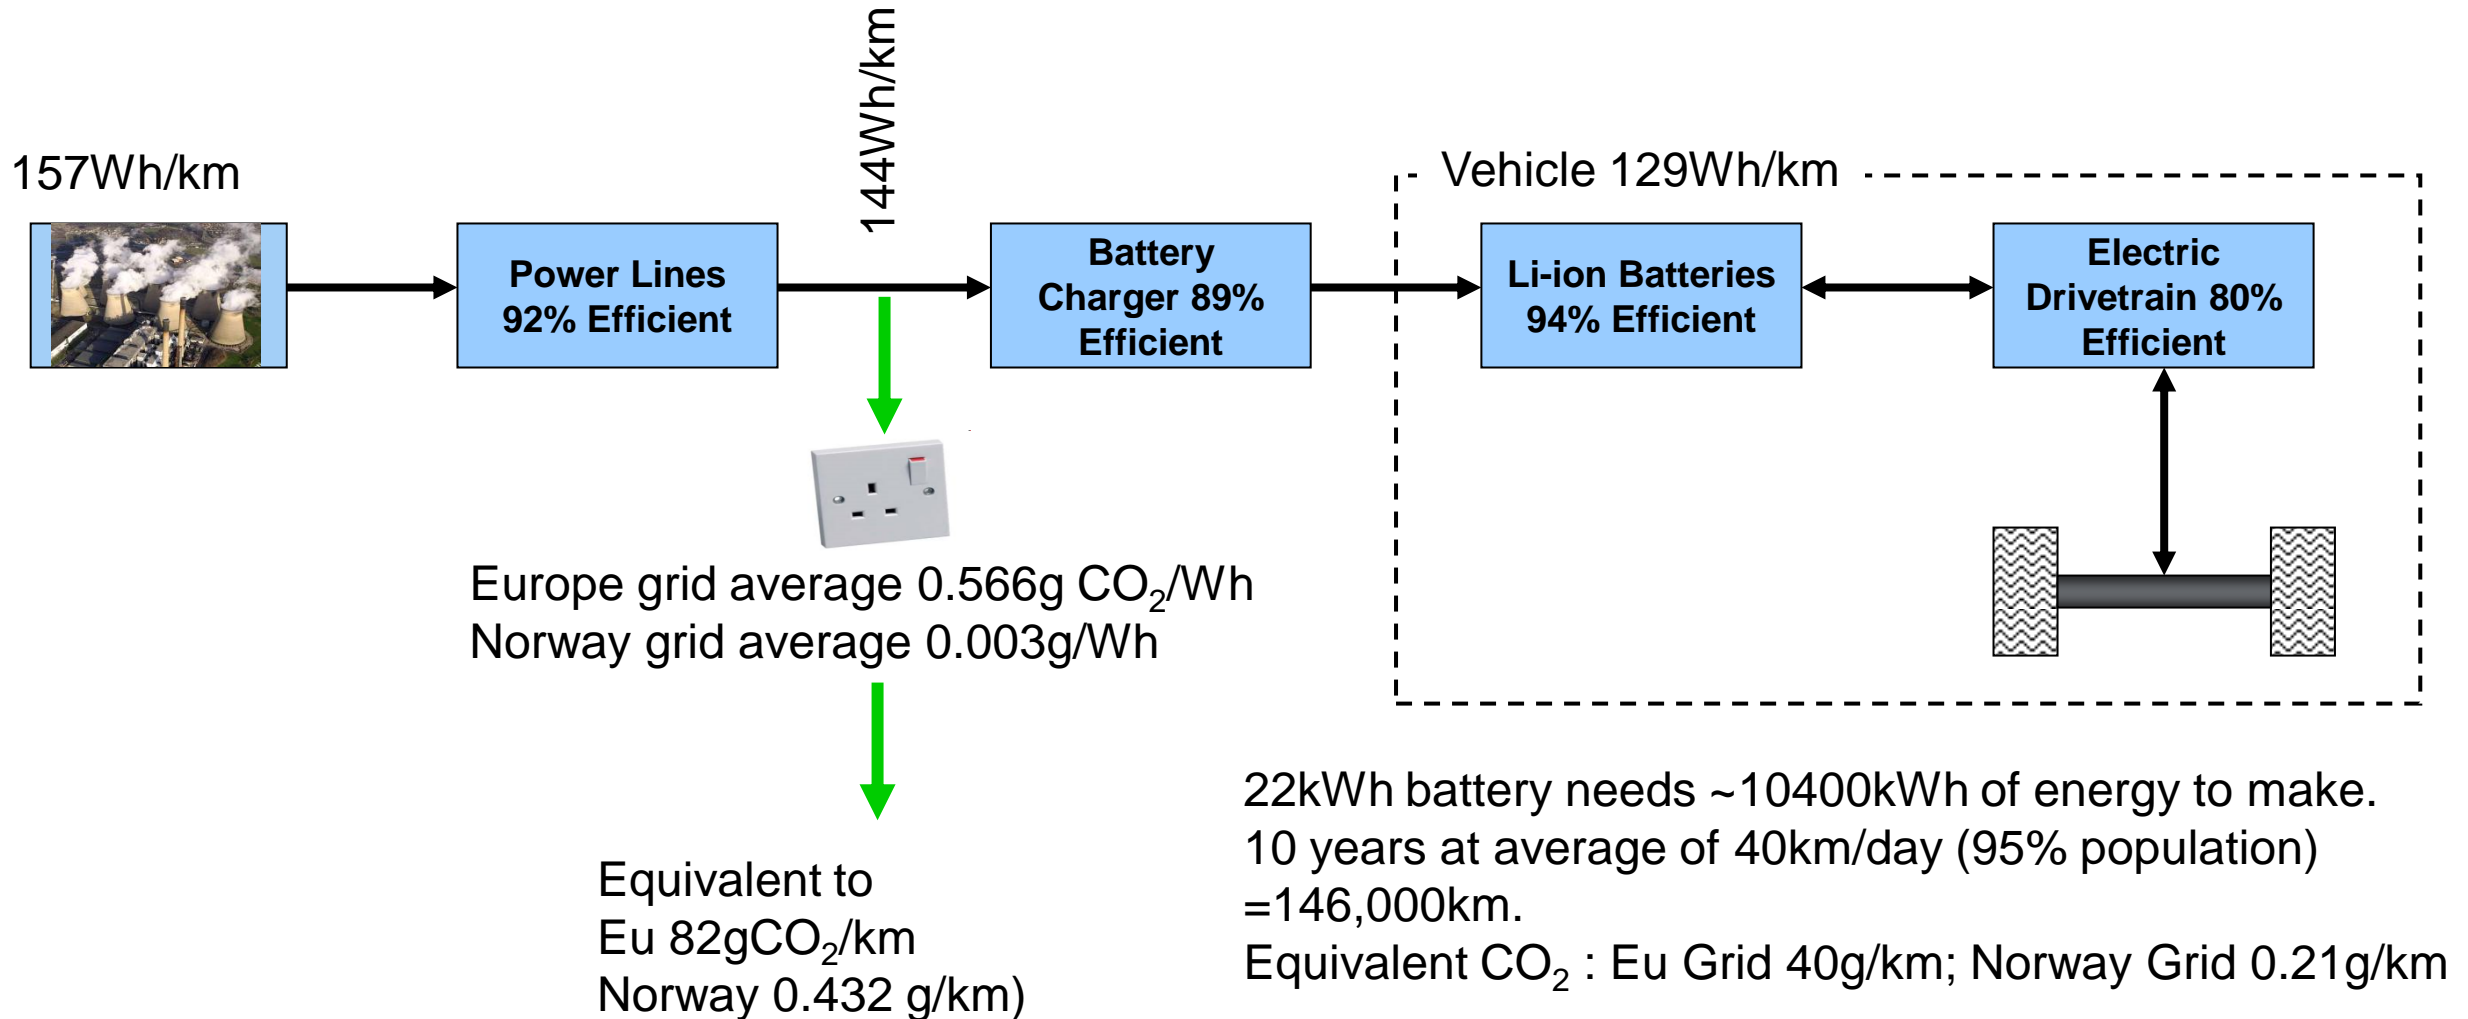 144Wh/km
157Wh/km
Vehicle 129Wh/km
Power Lines
92% Efficient
Battery
Charger 89%
Efficient
Li-ion Batteries
94% Efficient
Electric
Drivetrain 80%
Efficient
Europe grid average 0.566g CO₂/Wh
Norway grid average 0.003g/Wh
Equivalent to
Eu 82gCO₂/km
Norway 0.432 g/km)
22kWh battery needs ~10400kWh of energy to make.
10 years at average of 40km/day (95% population)
=146,000km.
Equivalent CO₂ : Eu Grid 40g/km; Norway Grid 0.21g/km